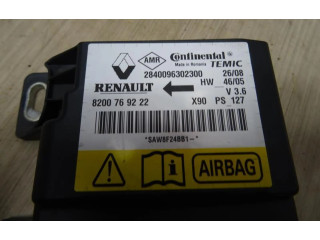 AMR Continental
Made in Romania TEMIC
2840096302300 26/08
RENAULT HW 46/05
V 3.6
8200 76 92 22 X90 PS 127
*SAW8F24BB1-*
i AIRBAG